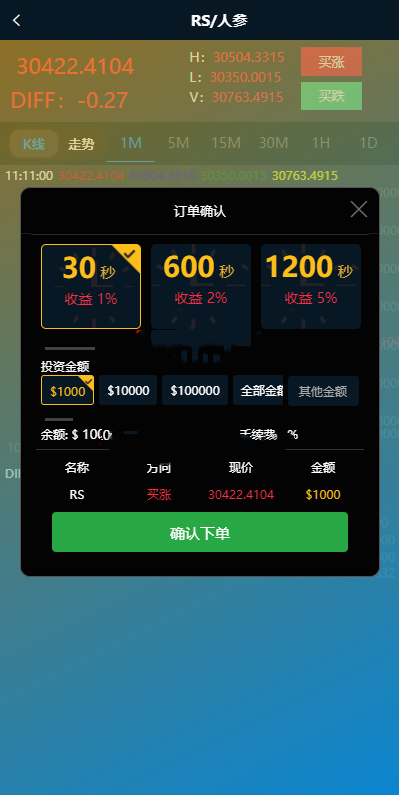 RS/人参
30422.4104
DIFF：-0.27
H：30504.3315
L：30350.0015
V：30763.4915
买涨
买跌
K线 走势 1M 5M 15M 30M 1H 1D
11:11:00 30422.4104 30504.3315 30350.0015 30763.4915
订单确认
30 秒 600 秒 1200 秒
收益 1% 收益 2% 收益 5%
投资金额
$1000 $10000 $100000 全部金额 其他金额
余额: $ 手续费: %
名称 方向 现价 金额
RS 买涨 30422.4104 $1000
确认下单